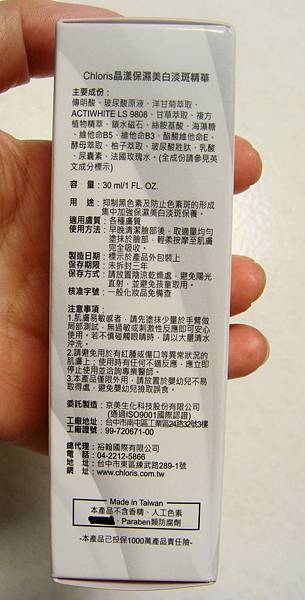 Chloris晶漾保濕美白淡斑精華
主要成份：
傳明酸、玻尿酸原液、洋甘菊萃取、
ACTIWHITE LS 9808、甘草萃取、複方
植物精萃、鎖水磁石、絲胺基酸、海藻糖
、維他命B5、維他命B3、醋酸維他命E、
酵母萃取、柚子萃取、玻尿酸胜肽、乳酸
、尿囊素、法國玫瑰水。(全成份請參見英
文成分標示)
容　　量：30 ml/1 FL. OZ.
用　　途：抑制黑色素及防止色素斑的形成
集中加強保濕美白淡斑保養。
適用膚質：各種膚質
使用方法：早晚清潔臉部後，取適量均勻
塗抹於臉部，輕柔按摩至肌膚
完全吸收。
製造日期：標示於產品外包裝上
保存期限：未拆封三年
保存方式：請放置陰涼乾燥處，避免陽光
直射，並避免孩童取用。
核准字號：一般化妝品免備查
注意事項：
1.肌膚易敏感者，請先塗抹少量於手臂做
局部測試，無過敏或刺激性反應即可安心
使用。若不慎碰觸眼睛時，請以大量清水
沖洗。
2.請避免用於有紅腫或傷口等異常狀況的
肌膚上；使用時有任何不適反應，應立即
停止使用並洽詢專業醫師。
3.本產品僅限外用，請放置於嬰幼兒不易
取得處，避免嬰幼兒撿取誤食。
委託製造：京美生化科技股份有限公司
(通過ISO9001國際認證)
工廠地址：台中市南屯區工業區24路32號3樓
工廠證號：99-720671-00
總代理：裕翰國際有限公司
電　話：04-2212-5866
地　址：台中市東區練武路289-1號
網　址：www.chloris.com.tw
Made in Taiwan
本產品不含香精、人工色素
、Paraben類防腐劑
-本產品已投保1000萬產品責任險-